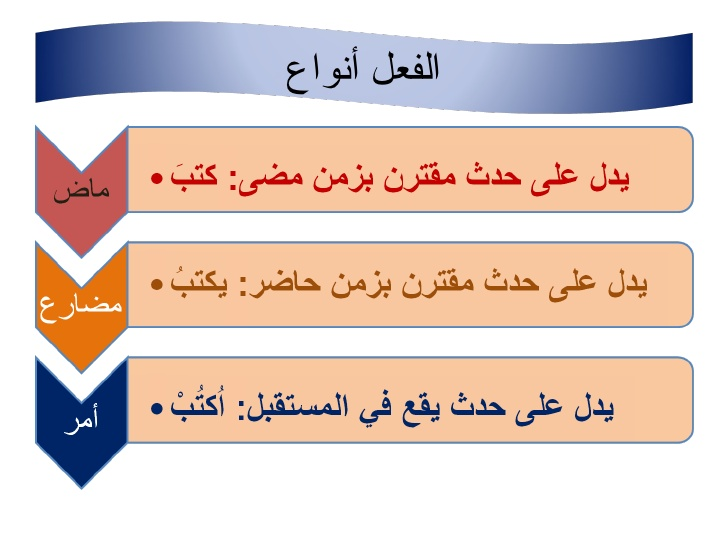 الفعل أنواع
ماض
يدل على حدث مقترن بزمن مضى: كتبَ •
مضارع
يدل على حدث مقترن بزمن حاضر: يكتبُ •
أمر
يدل على حدث يقع في المستقبل: اُكتُبْ •